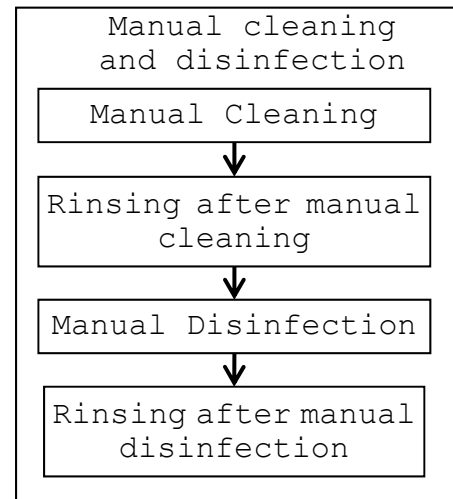 Manual cleaning
and disinfection
Manual Cleaning
Rinsing after manual
cleaning
Manual Disinfection
Rinsing after manual
disinfection